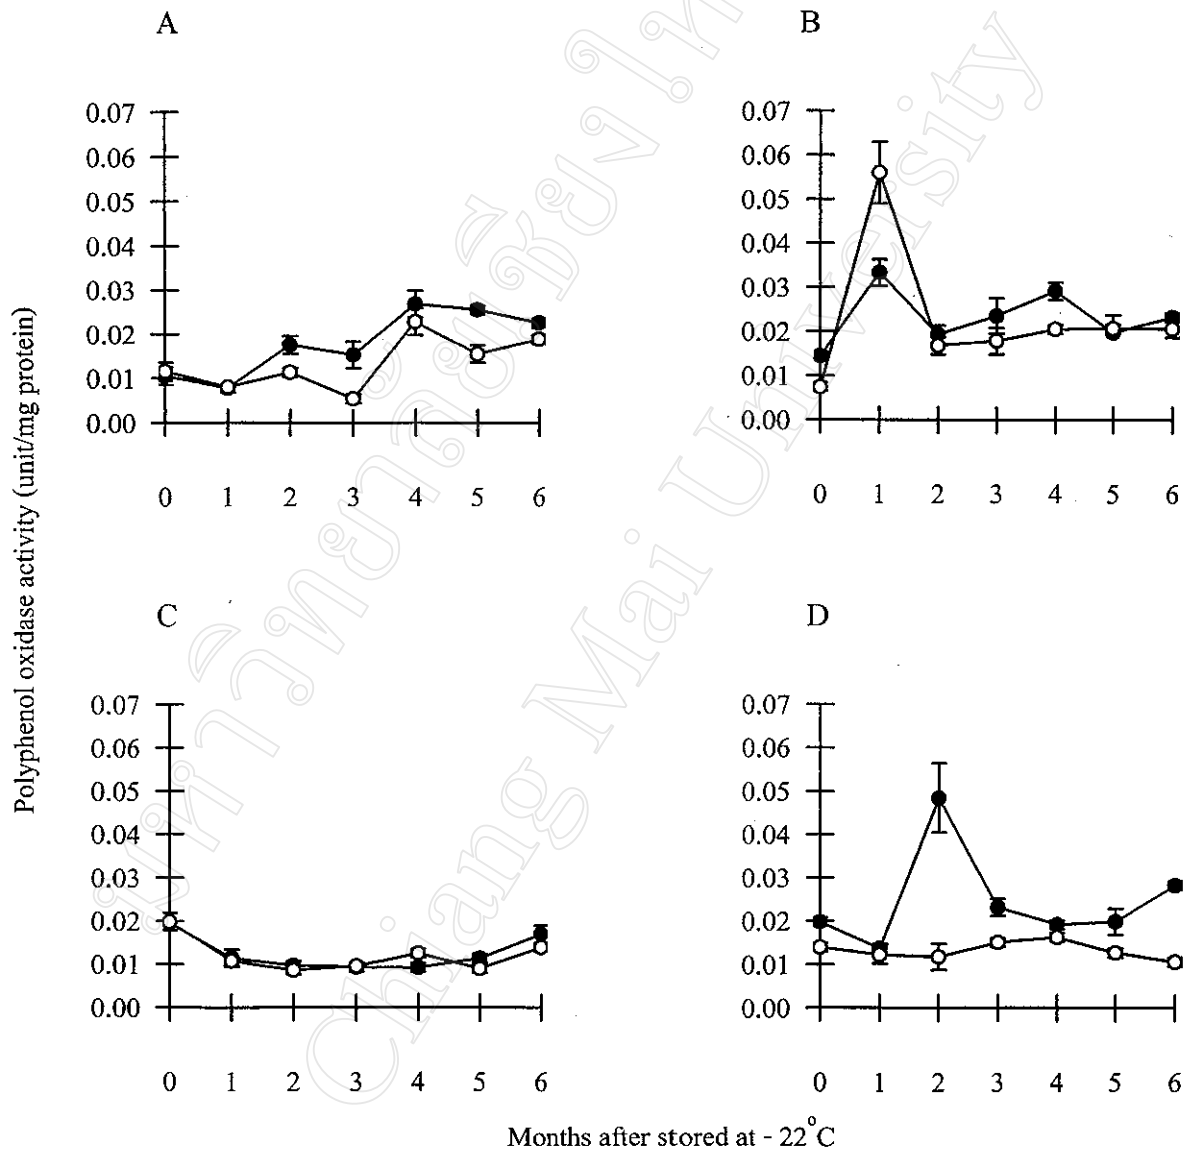 A
B
0.07
0.06
0.05
0.04
0.03
0.02
0.01
0.00
0 1 2 3 4 5 6
0.07
0.06
0.05
0.04
0.03
0.02
0.01
0.00
0 1 2 3 4 5 6
Polyphenol oxidase activity (unit/mg protein)
C
D
0.07
0.06
0.05
0.04
0.03
0.02
0.01
0.00
0 1 2 3 4 5 6
0.07
0.06
0.05
0.04
0.03
0.02
0.01
0.00
0 1 2 3 4 5 6
Months after stored at - 22°C
Chiang Mai University